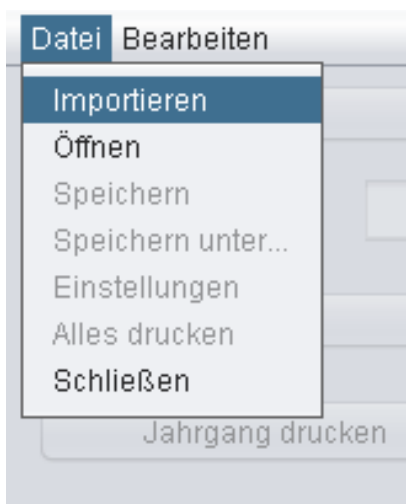 Datei Bearbeiten
Importieren
Öffnen
Speichern
Speichern unter...
Einstellungen
Alles drucken
Schließen
Jahrgang drucken